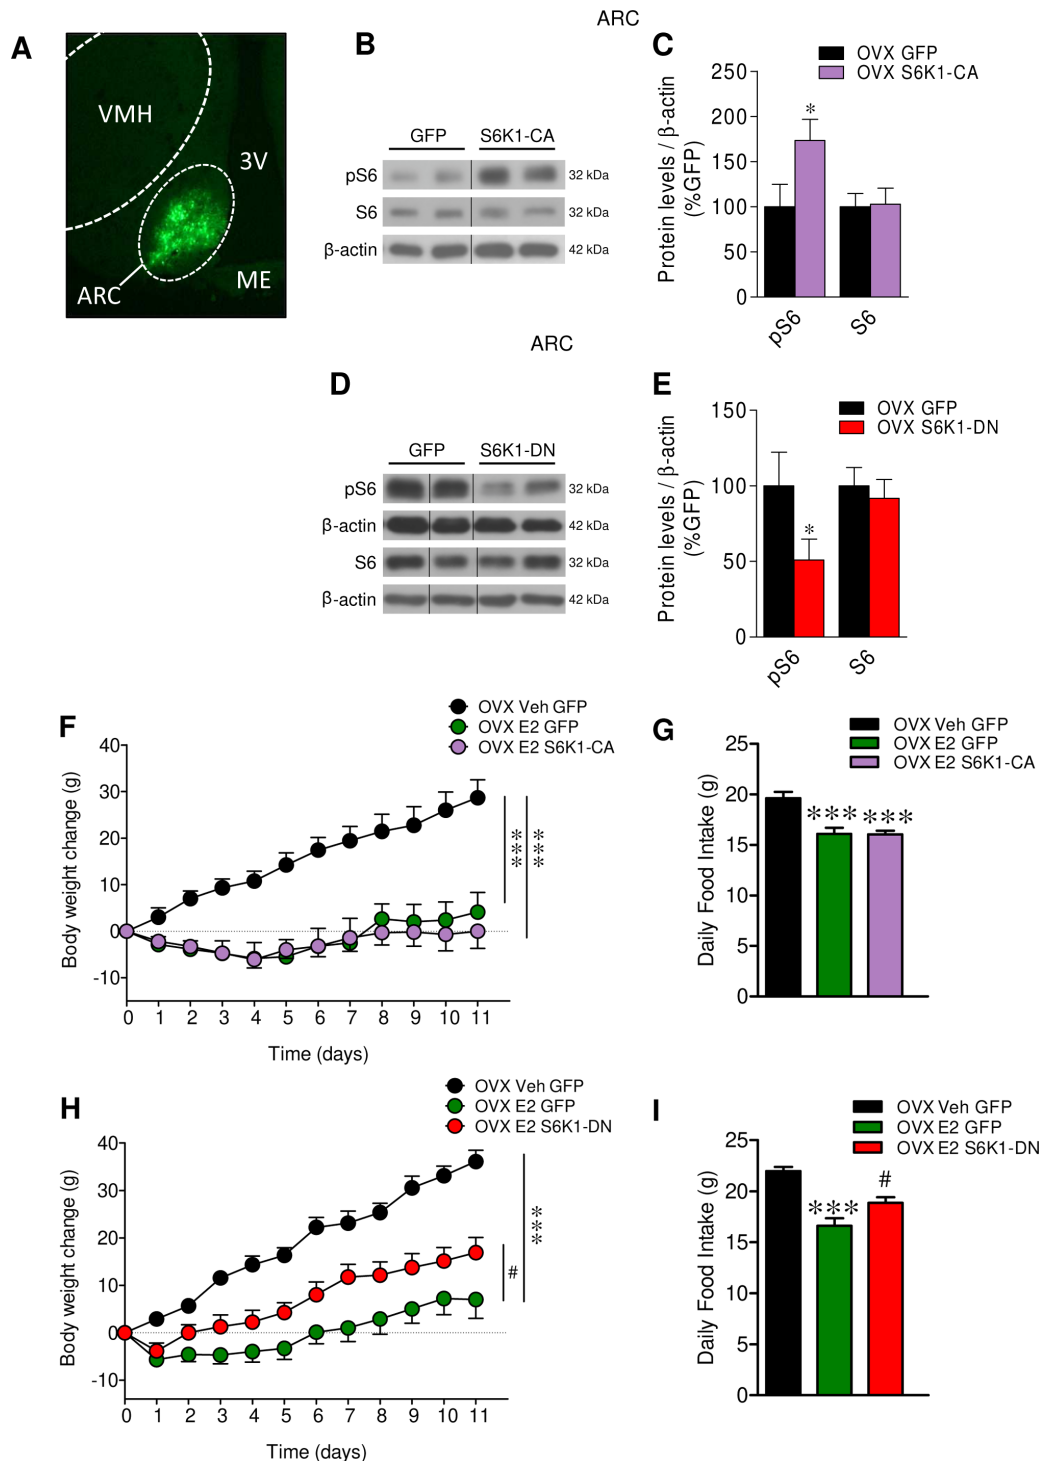 ARC
A
VMH
3V
ARC
ME
B
GFP S6K1-CA
pS6 32 kDa
S6 32 kDa
β-actin 42 kDa
C
OVX GFP
OVX S6K1-CA
Protein levels / β-actin
(%GFP)
250
200
150
100
50
0
*
pS6 S6
ARC
D
GFP S6K1-DN
pS6 32 kDa
β-actin 42 kDa
S6 32 kDa
β-actin 42 kDa
E
OVX GFP
OVX S6K1-DN
Protein levels / β-actin
(%GFP)
150
100
50
0
*
pS6 S6
F
OVX Veh GFP
OVX E2 GFP
OVX E2 S6K1-CA
Body weight change (g)
40
30
20
10
0
-10
*** ***
0 1 2 3 4 5 6 7 8 9 10 11
Time (days)
G
OVX Veh GFP
OVX E2 GFP
OVX E2 S6K1-CA
Daily Food Intake (g)
25
20
15
10
5
0
*** ***
H
OVX Veh GFP
OVX E2 GFP
OVX E2 S6K1-DN
Body weight change (g)
40
30
20
10
0
-10
# ***
0 1 2 3 4 5 6 7 8 9 10 11
Time (days)
I
OVX Veh GFP
OVX E2 GFP
OVX E2 S6K1-DN
Daily Food Intake (g)
25
20
15
10
5
0
*** #